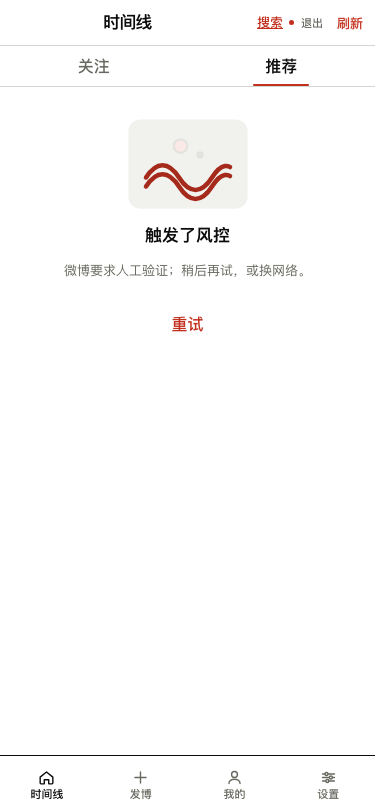 时间线
搜索 • 退出 刷新
关注 推荐
触发了风控
微博要求人工验证；稍后再试，或换网络。
重试
时间线 发博 我的 设置